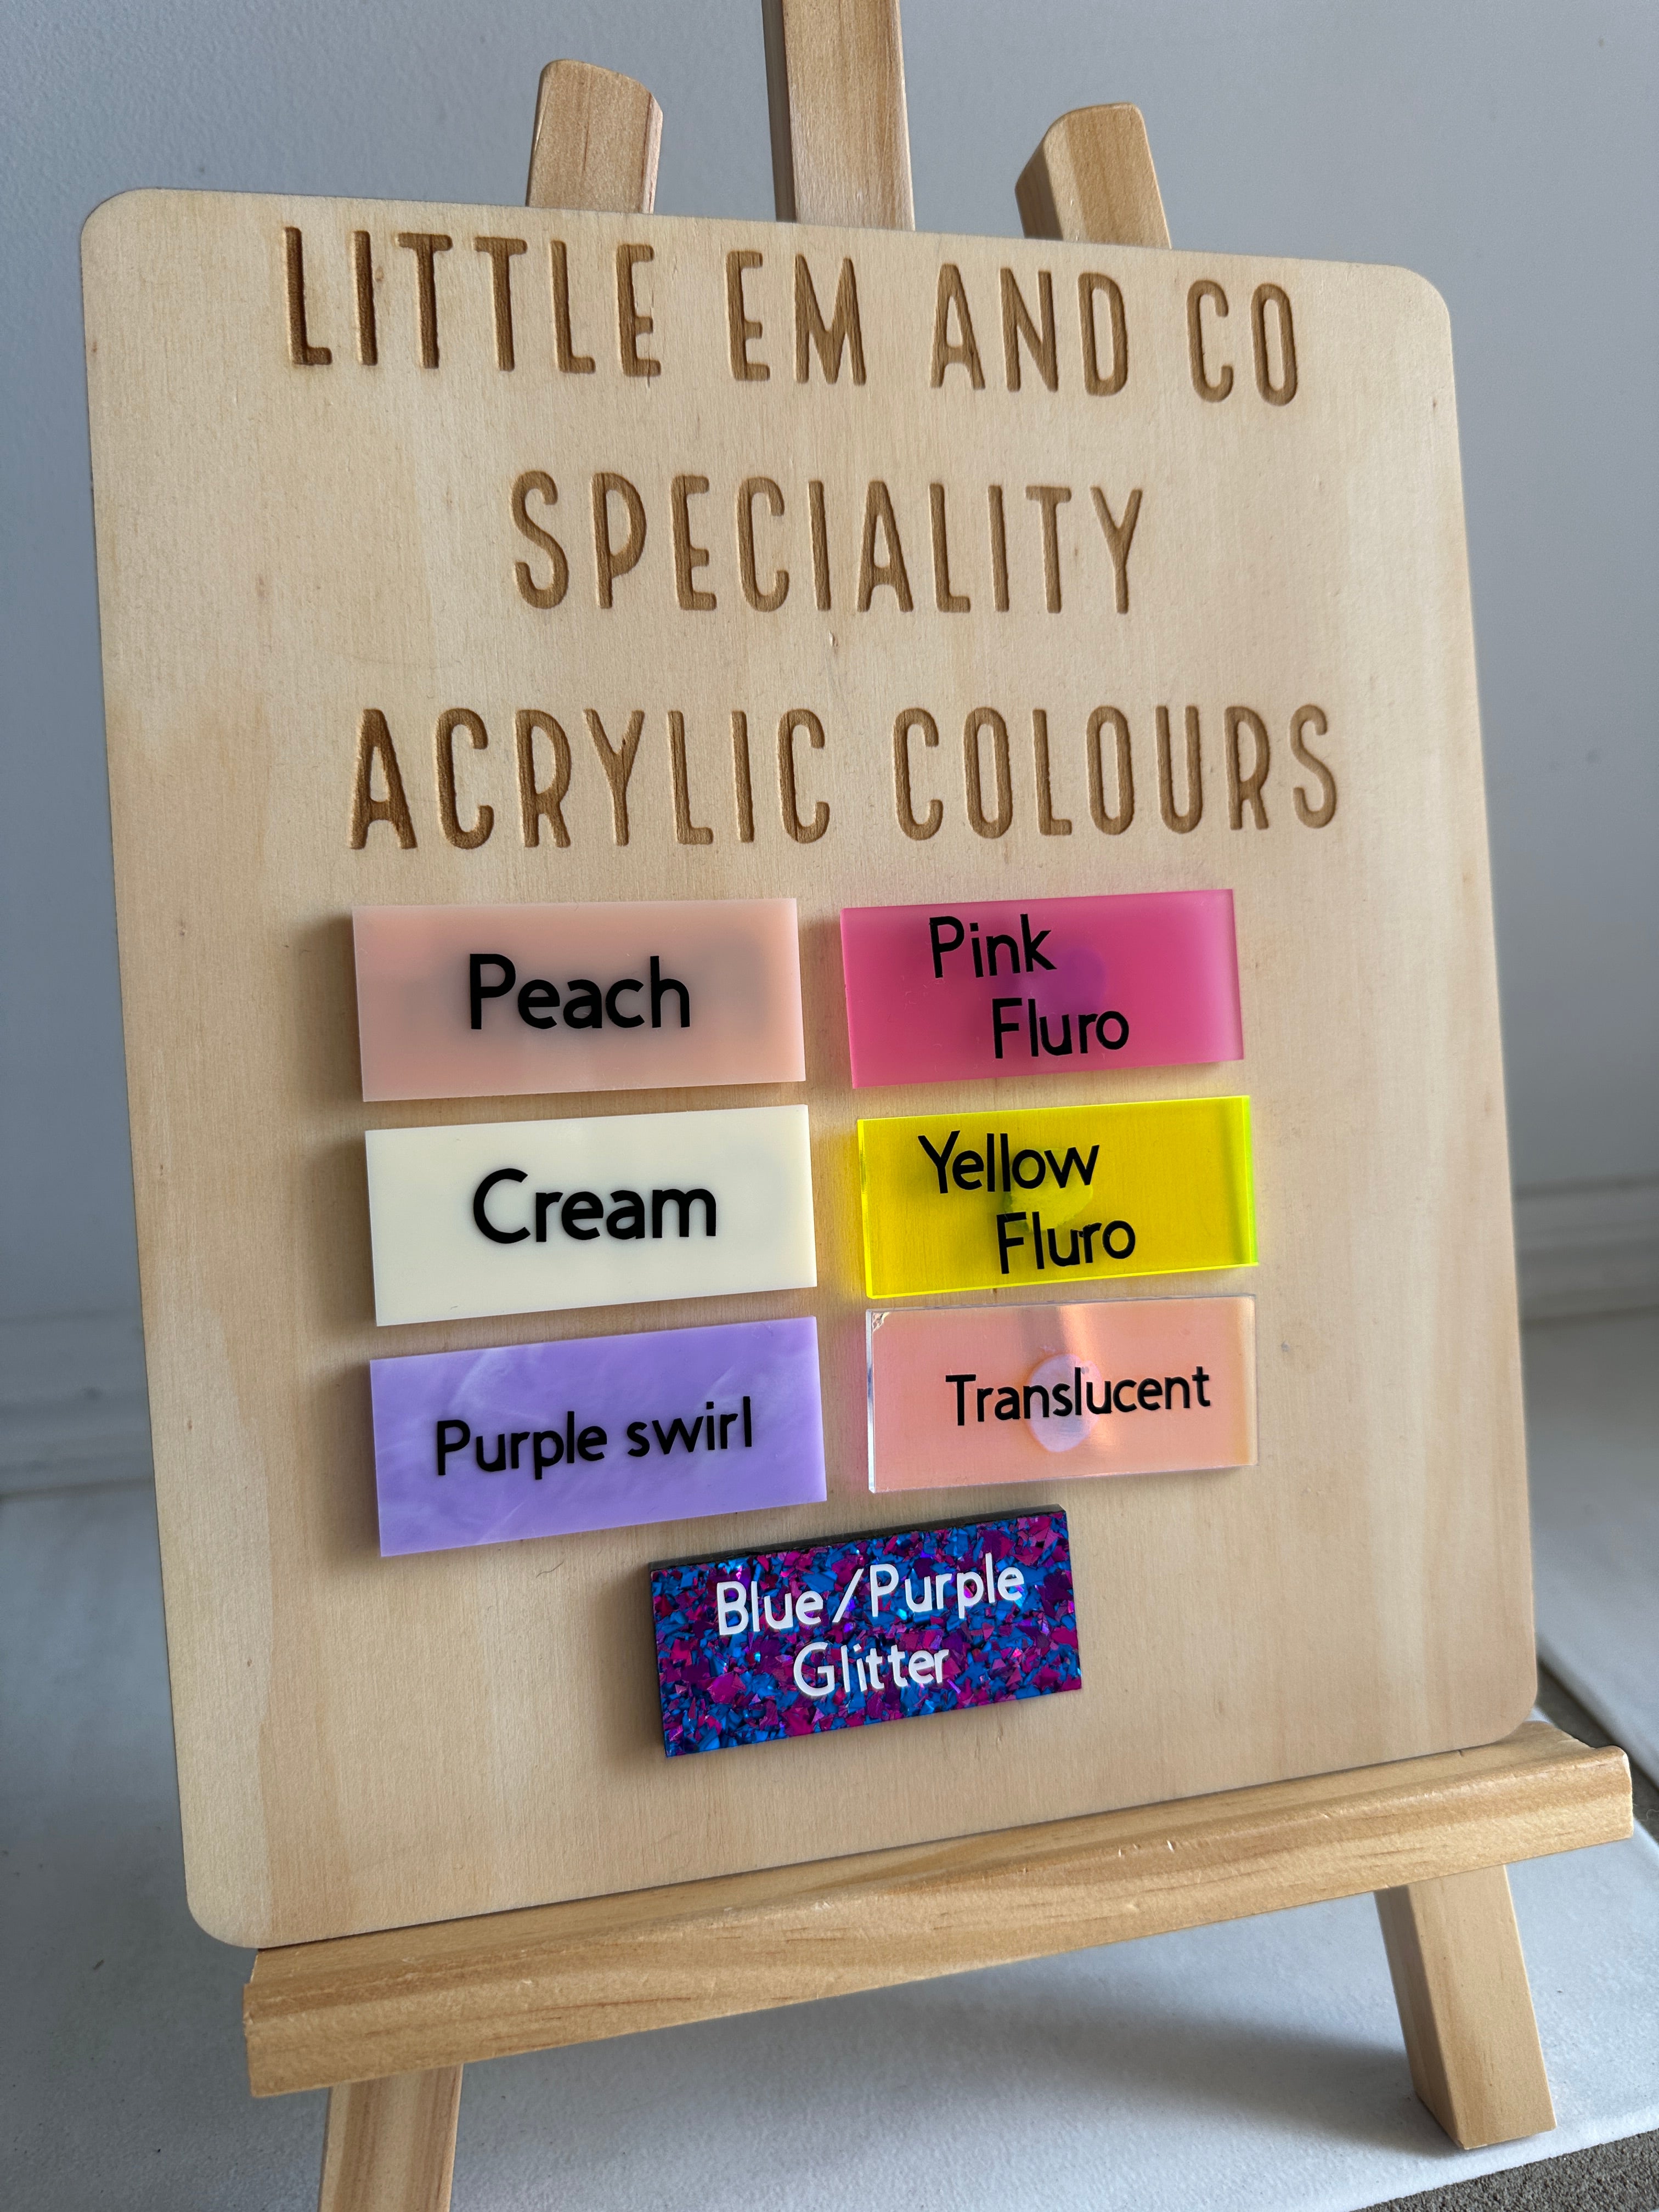 LITTLE EM AND CO
SPECIALITY
ACRYLIC COLOURS
Peach
Pink
Fluro
Cream
Yellow
Fluro
Purple swirl
Translucent
Blue/Purple
Glitter